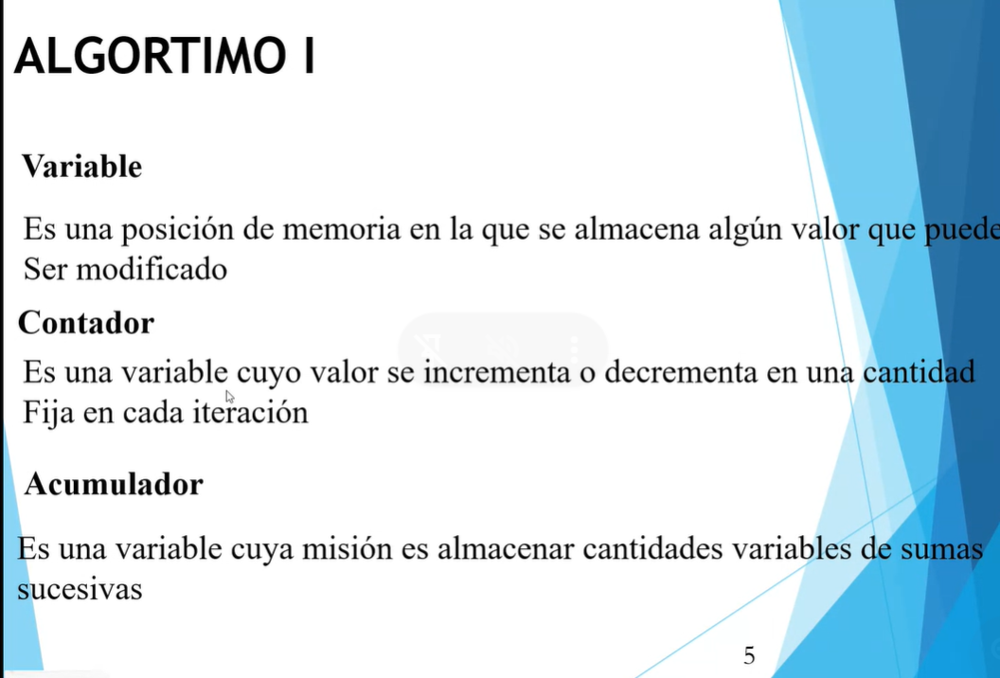 ALGORTIMO I
Variable
Es una posición de memoria en la que se almacena algún valor que puede
Ser modificado
Contador
Es una variable cuyo valor se incrementa o decrementa en una cantidad
Fija en cada iteración
Acumulador
Es una variable cuya misión es almacenar cantidades variables de sumas
sucesivas
5